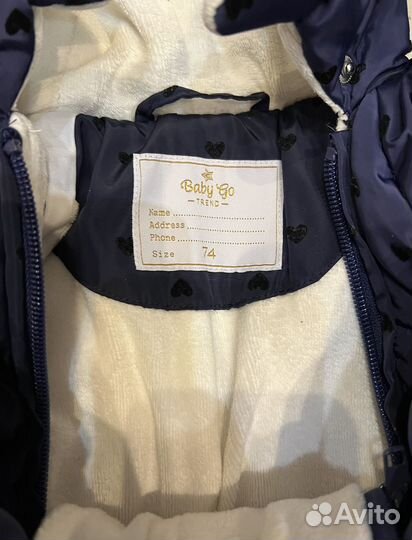 Baby Go
— TREND —
Name..................
Address...............
Phone.................
Size 74
Avito